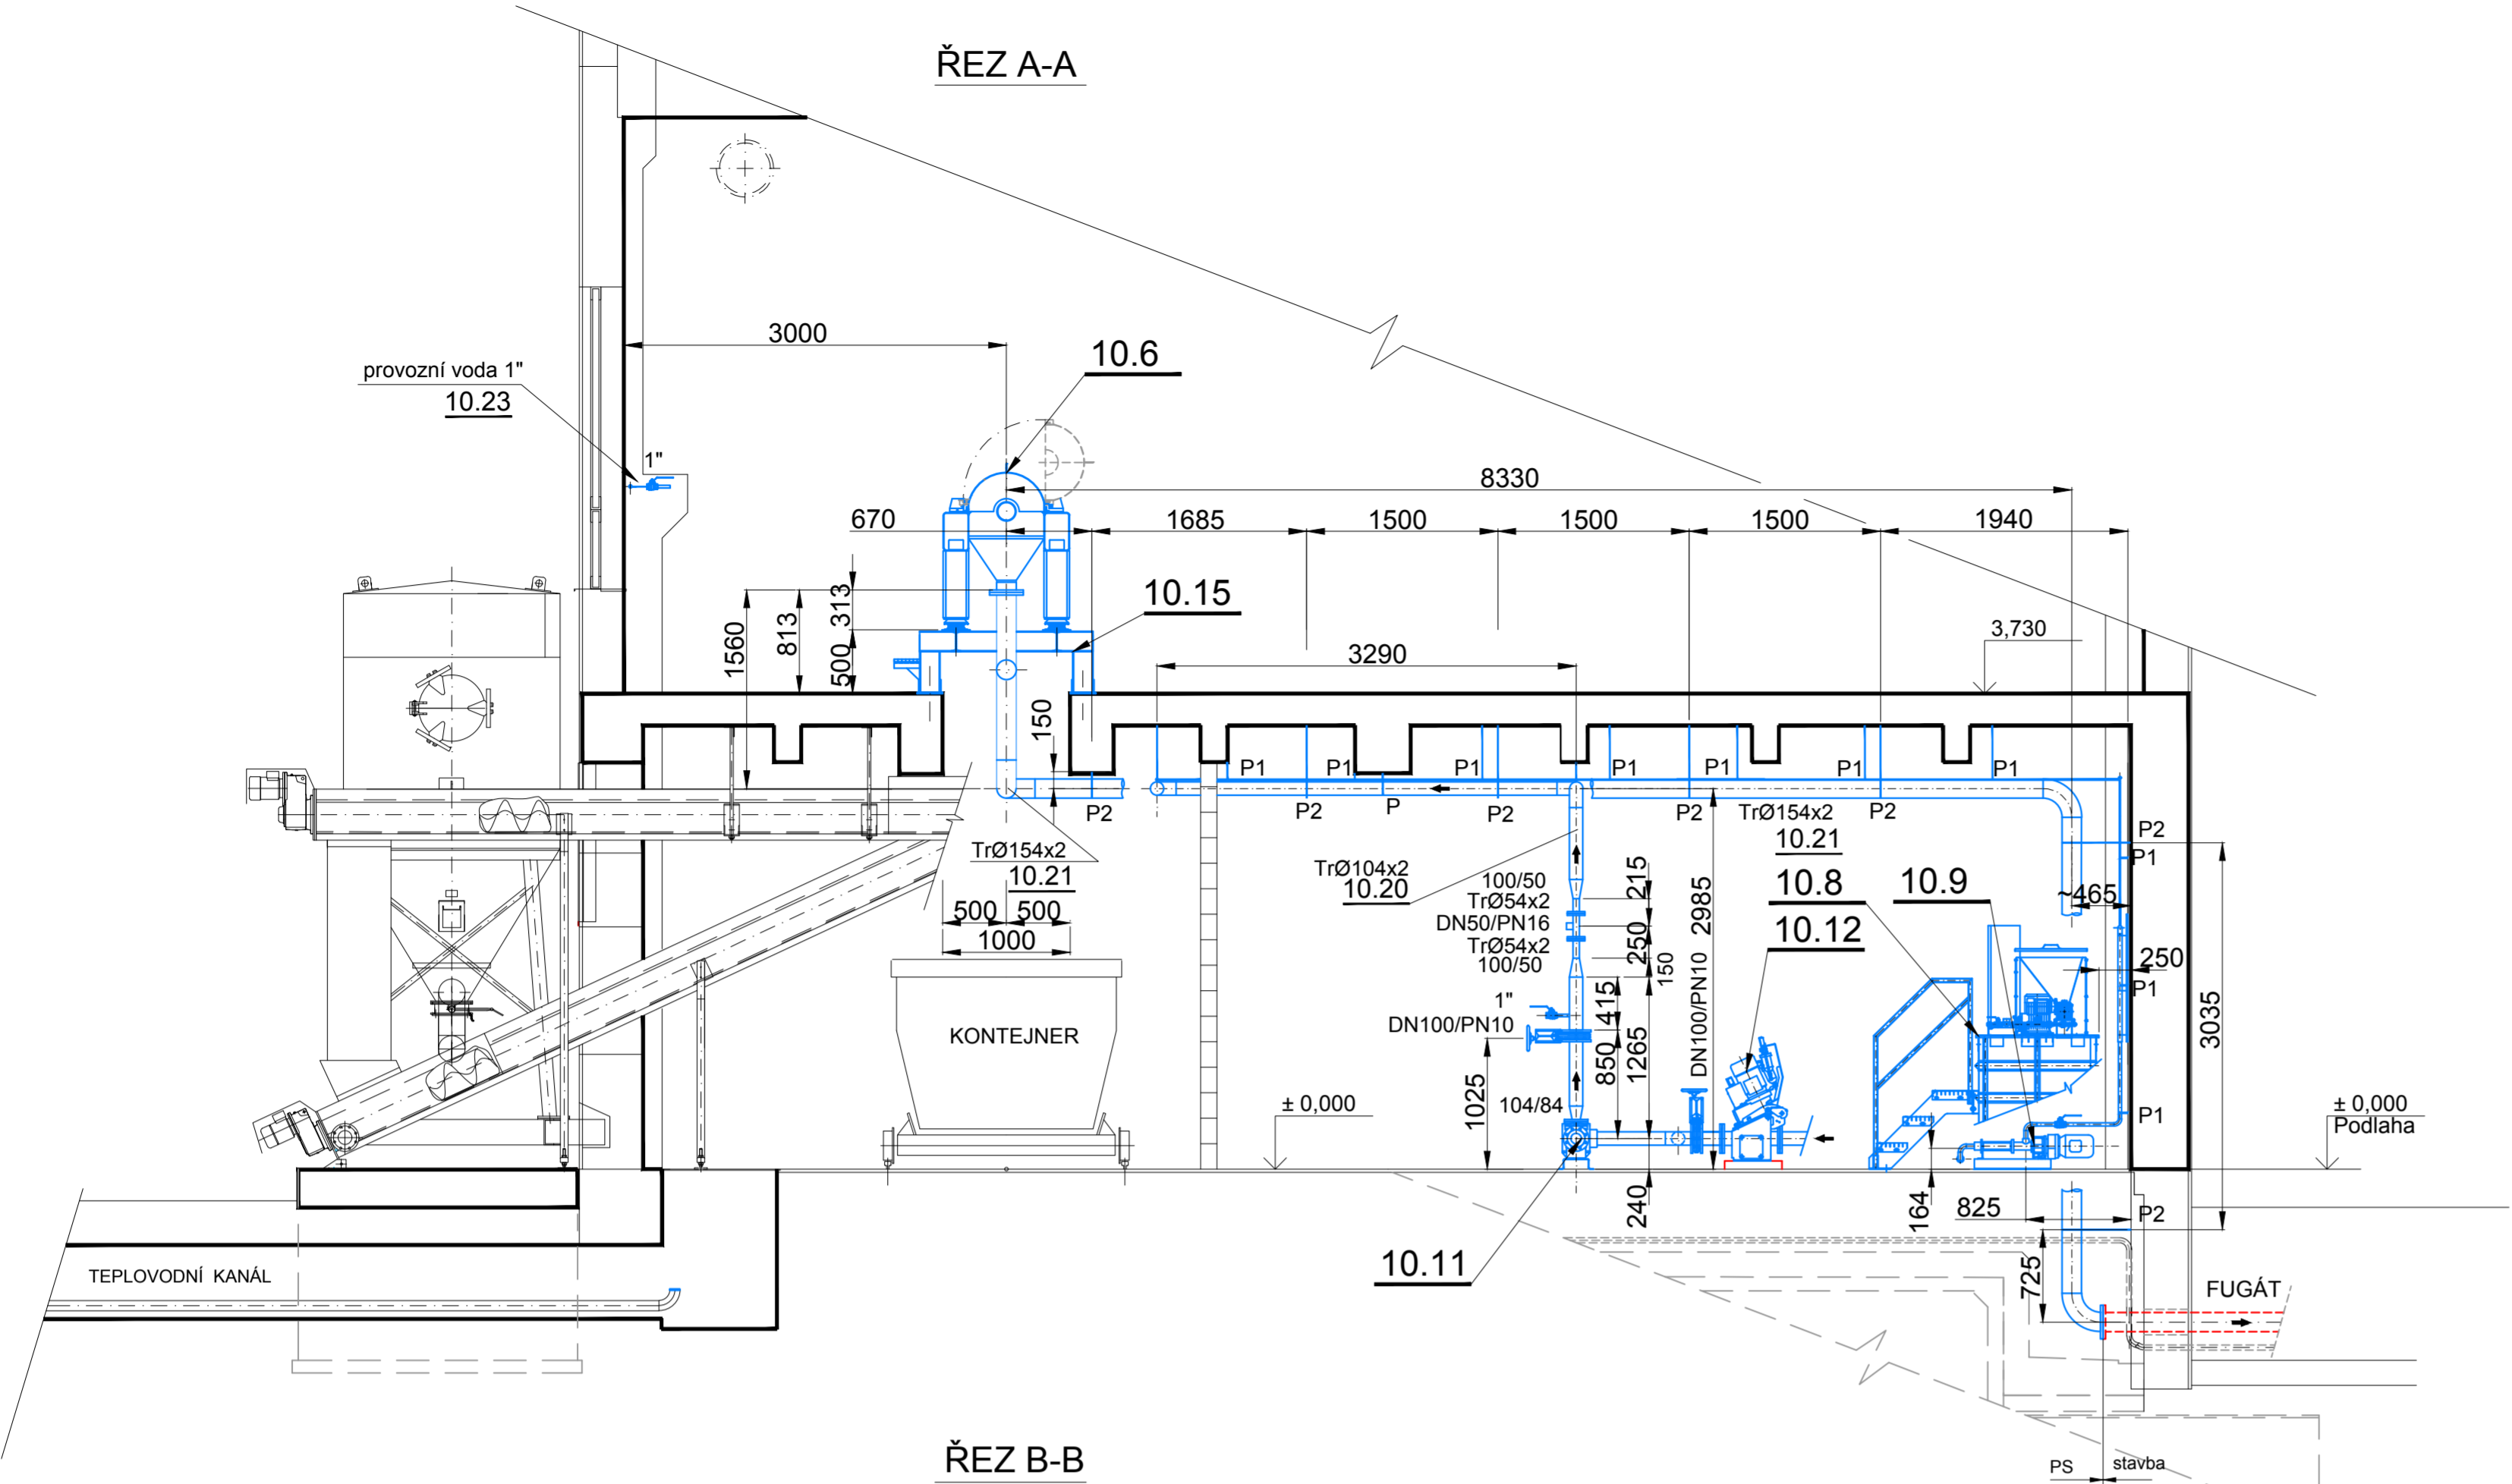 ŘEZ A-A
3000
10.6
provozní voda 1"
10.23
1"
8330
670
1685
1500
1500
1500
1940
10.15
313
813
1560
500
3,730
3290
150
P1
P1
P1
P1
P1
P1
P1
P2
P2
P
P2
P2
P2
TrØ154x2
10.21
P2
P1
TrØ154x2
10.21
TrØ104x2
10.20
100/50
TrØ54x2
DN50/PN16
TrØ54x2
100/50
215
250
150
2985
DN100/PN10
10.8
10.9
~465
10.12
500
500
1000
250
P1
1"
DN100/PN10
415
850
1265
1025
3035
KONTEJNER
104/84
± 0,000
P1
± 0,000
Podlaha
240
164
825
P2
10.11
725
FUGÁT
TEPLOVODNÍ KANÁL
ŘEZ B-B
PS
stavba